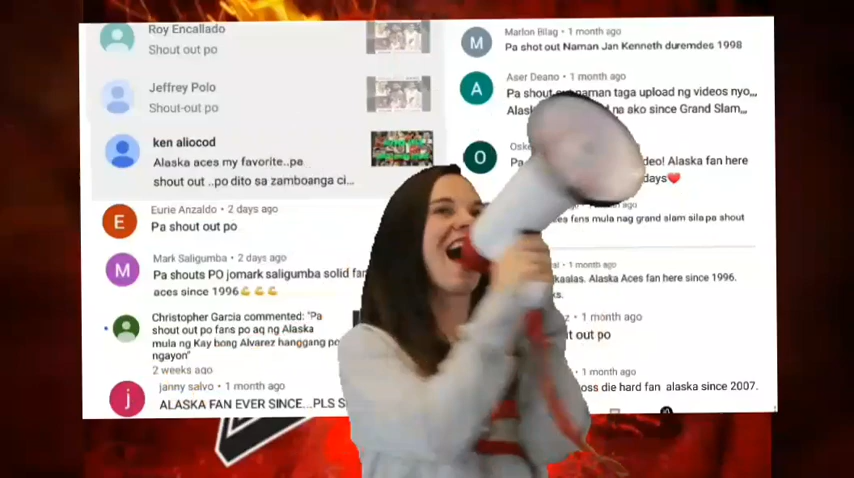 Roy Encallado
Shout out po
Jeffrey Polo
Shout-out po
ken aliocod
Alaska aces my favorite..pa
shout out ..po dito sa zamboanga ci...
Eurie Anzaldo • 2 days ago
Pa shout out po
Mark Saligumba • 2 days ago
Pa shouts PO jomark saligumba solid fan
aces since 1996💪💪💪
Christopher Garcia commented: "Pa
shout out po fans po aq ng Alaska
mula ng Kay bong Alvarez hanggang
ngayon"
2 weeks ago
janny salvo • 1 month ago
ALASKA FAN EVER SINCE...PLS
Marlon Bilag • 1 month ago
Pa shot out Naman Jan Kenneth duremdes 1998
Aser Deano • 1 month ago
Pa shout naman taga upload ng videos nyo,,,
na ako since Grand Slam,,,
Pa Alaska fan here
days❤
ago
fens mula nag grand slam sila pa shout
• 1 month ago
Alaska Aces fan here since 1996.
• 1 month ago
out po
• 1 month ago
die hard fan alaska since 2007.